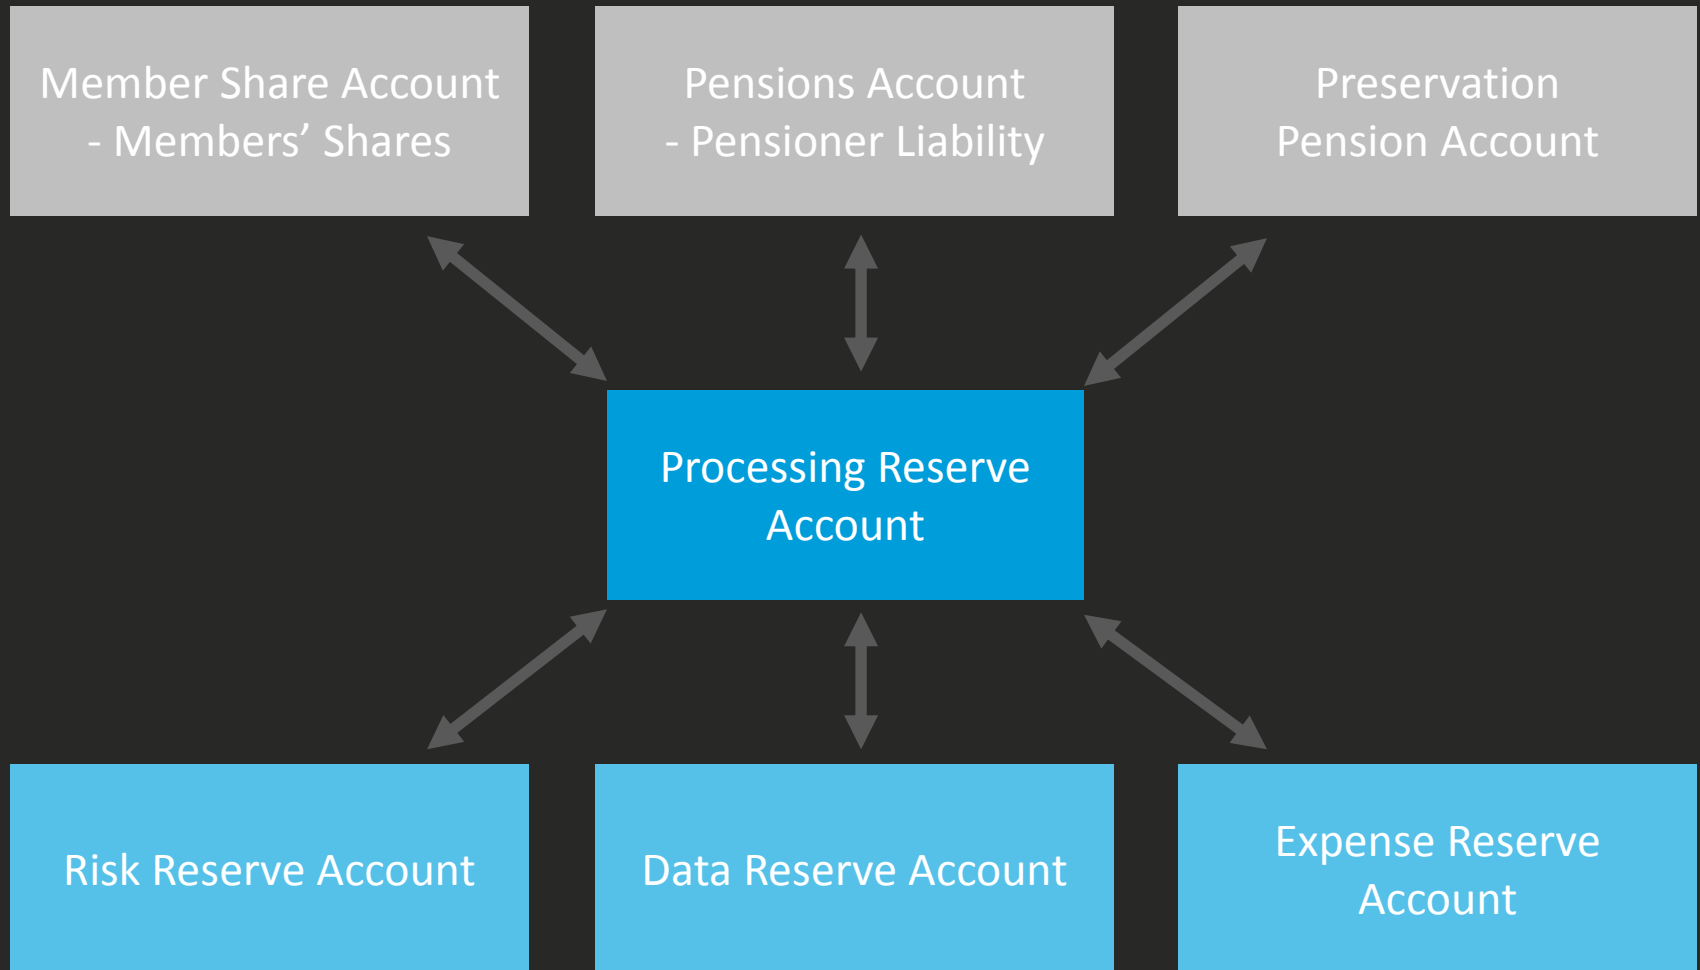 Member Share Account
- Members’ Shares
Pensions Account
- Pensioner Liability
Preservation
Pension Account
Processing Reserve
Account
Risk Reserve Account
Data Reserve Account
Expense Reserve
Account